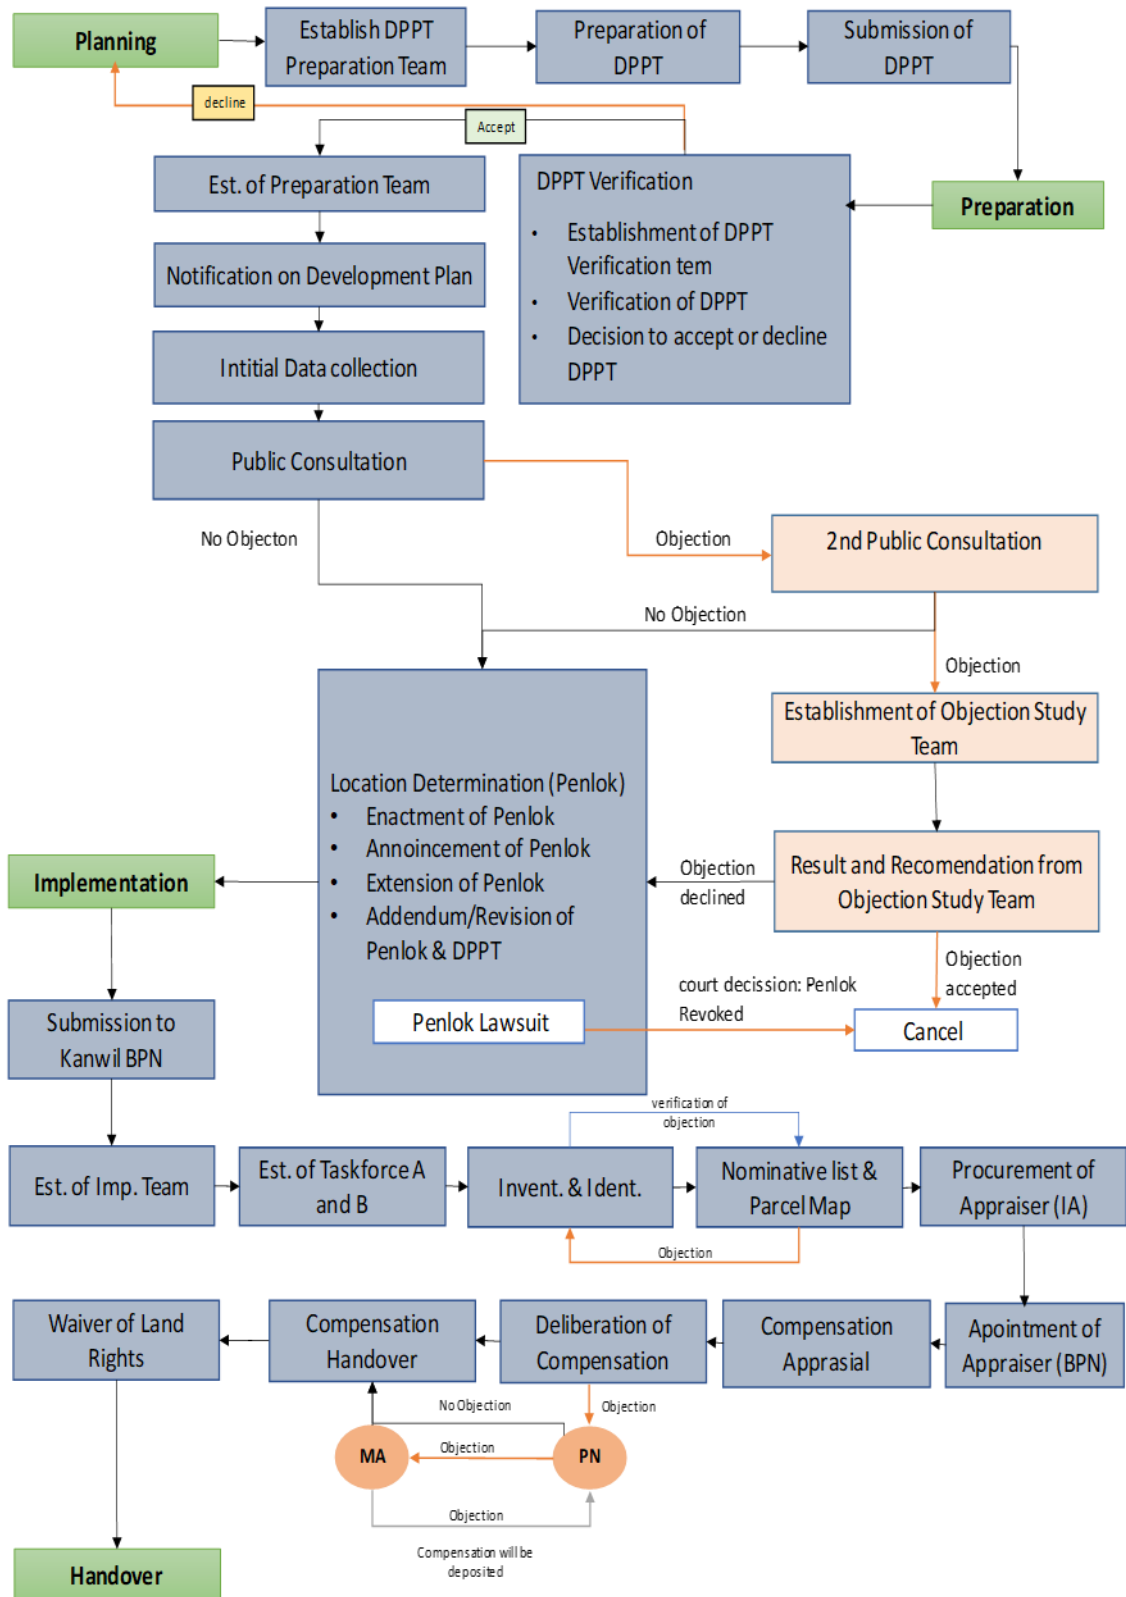 Planning
Establish DPPT
Preparation Team
Preparation of
DPPT
Submission of
DPPT
decline
Accept
Est. of Preparation Team
DPPT Verification
• Establishment of DPPT
Verification tem
• Verification of DPPT
• Decision to accept or decline
DPPT
Preparation
Notification on Development Plan
Intitial Data collection
Public Consultation
No Objecton
Objection
2nd Public Consultation
No Objection
Objection
Establishment of Objection Study
Team
Location Determination (Penlok)
• Enactment of Penlok
• Annoincement of Penlok
• Extension of Penlok
• Addendum/Revision of
Penlok & DPPT
Penlok Lawsuit
Objection
declined
Result and Recomendation from
Objection Study Team
Objection
accepted
court decission: Penlok
Revoked
Cancel
Implementation
Submission to
Kanwil BPN
Est. of Imp. Team
Est. of Taskforce A
and B
Invent. & Ident.
verification of
objection
Nominative list &
Parcel Map
Objection
Procurement of
Appraiser (IA)
Waiver of Land
Rights
Compensation
Handover
Deliberation of
Compensation
Compensation
Apprasial
Apointment of
Appraiser (BPN)
No Objection
Objection
MA
Objection
PN
Objection
Compensation will be
deposited
Handover